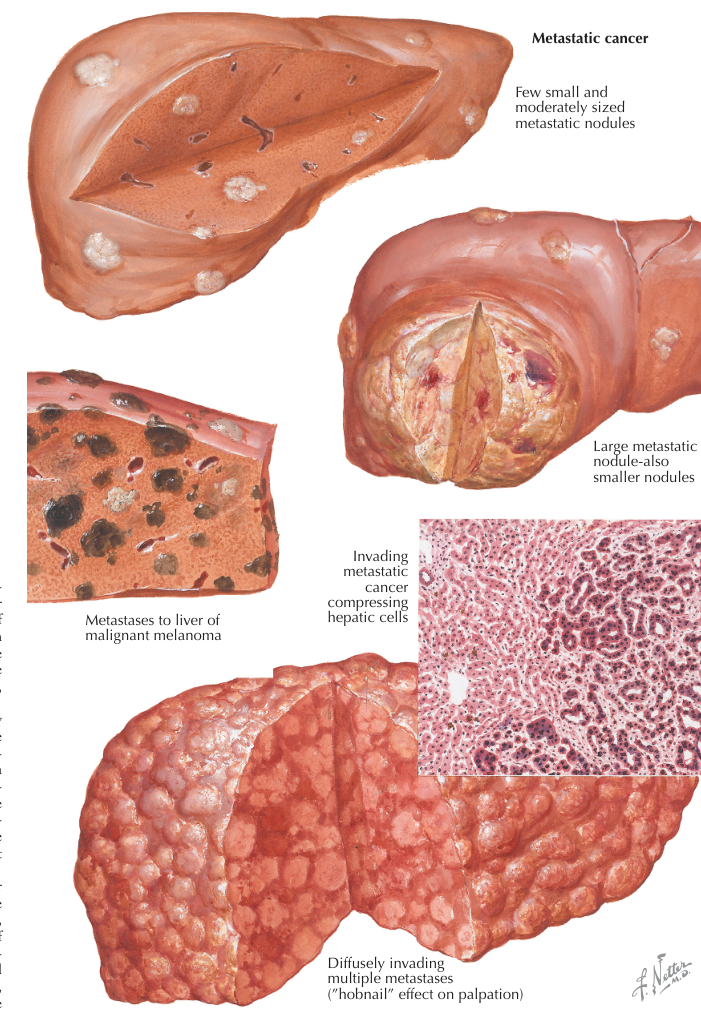 Metastatic cancer
Few small and
moderately sized
metastatic nodules
Large metastatic
nodule-also
smaller nodules
Invading
metastatic
cancer
compressing
hepatic cells
Metastases to liver of
malignant melanoma
Diffusely invading
multiple metastases
("hobnail" effect on palpation)
F. Netter
M.D.